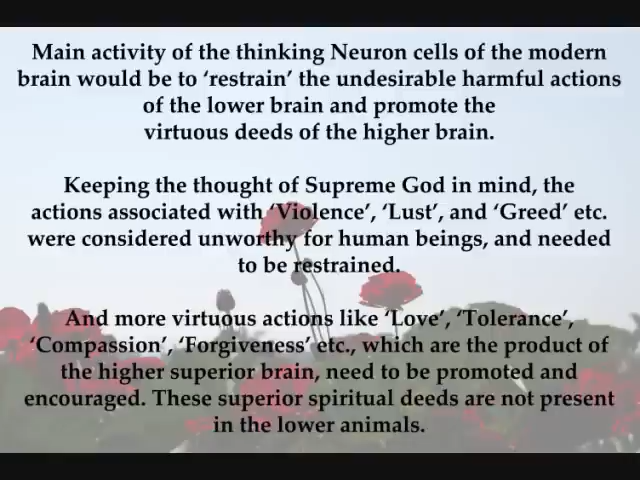 Main activity of the thinking Neuron cells of the modern
brain would be to ‘restrain’ the undesirable harmful actions
of the lower brain and promote the
virtuous deeds of the higher brain.
Keeping the thought of Supreme God in mind, the
actions associated with ‘Violence’, ‘Lust’, and ‘Greed’ etc.
were considered unworthy for human beings, and needed
to be restrained.
And more virtuous actions like ‘Love’, ‘Tolerance’,
‘Compassion’, ‘Forgiveness’ etc., which are the product of
the higher superior brain, need to be promoted and
encouraged. These superior spiritual deeds are not present
in the lower animals.